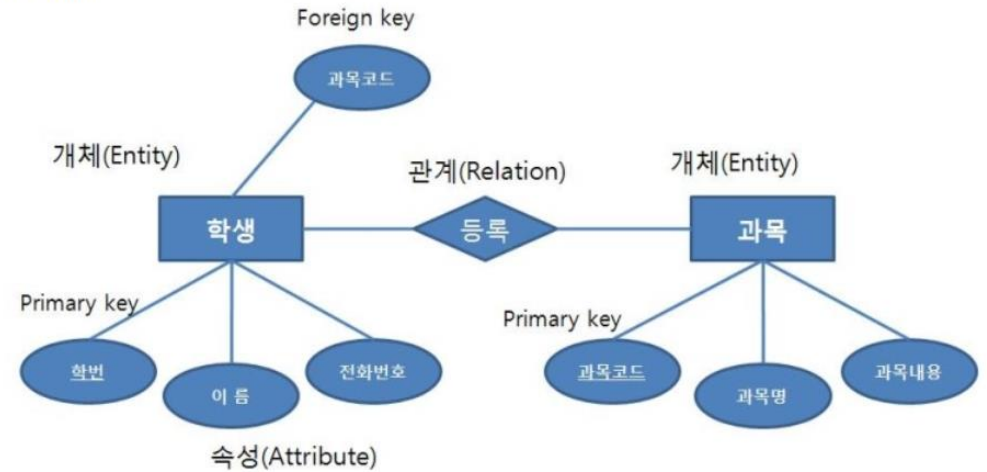 Foreign key
과목코드
개체(Entity)
관계(Relation)
개체(Entity)
학생
등록
과목
Primary key
Primary key
학번
이 름
전화번호
과목코드
과목명
과목내용
속성(Attribute)